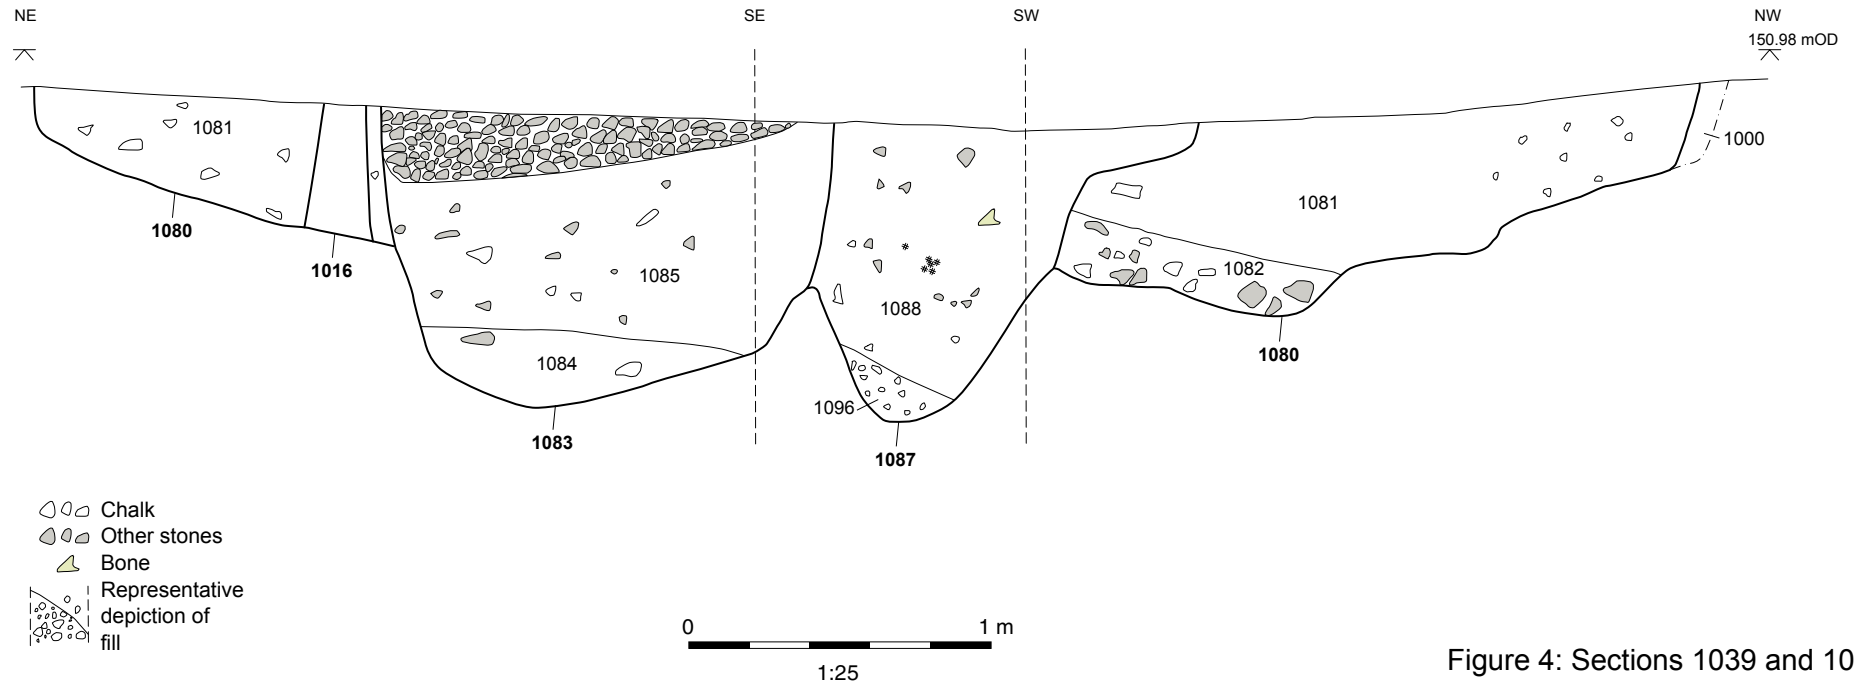 NE
SE
SW
NW
150.98 mOD
1081
1000
1081
1080
1016
1085
1082
1088
1084
1080
1096
1083
1087
Chalk
Other stones
Bone
Representative
depiction of
fill
0 1 m
1:25
Figure 4: Sections 1039 and 10